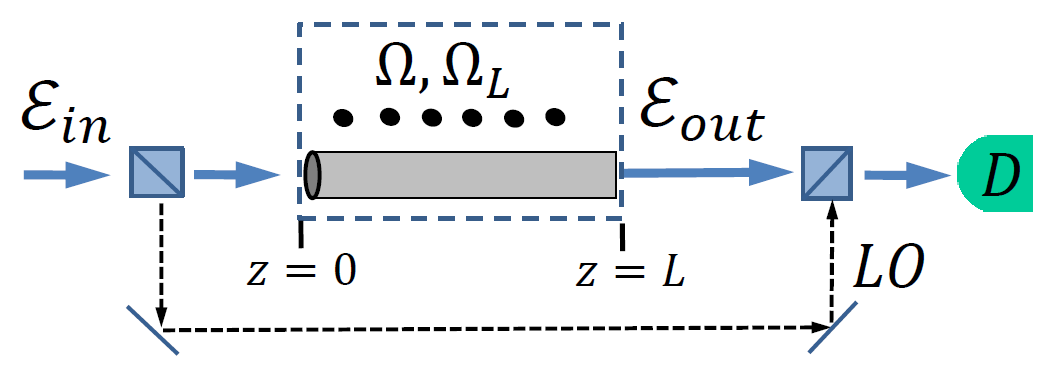 ℰ_in
Ω, Ω_L
ℰ_out
D
z = 0
z = L
LO